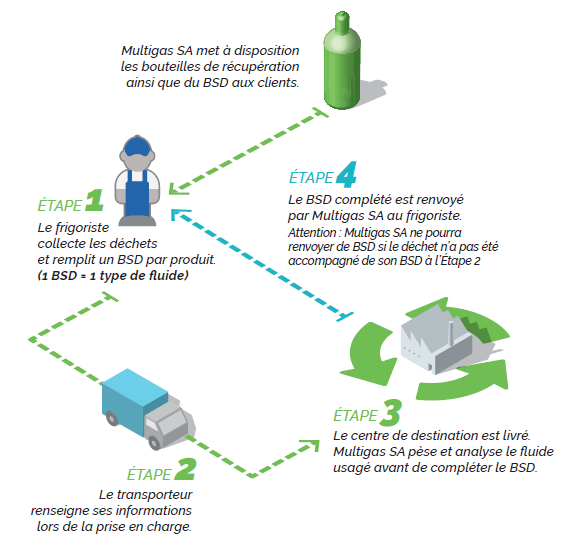 Multigas SA met à disposition
les bouteilles de récupération
ainsi que du BSD aux clients.
ÉTAPE 1
Le frigoriste
collecte les déchets
et remplit un BSD par produit.
(1 BSD = 1 type de fluide)
ÉTAPE 4
Le BSD complété est renvoyé
par Multigas SA au frigoriste.
Attention : Multigas SA ne pourra
renvoyer de BSD si le déchet n'a pas été
accompagné de son BSD à l'Étape 2
ÉTAPE 2
Le transporteur
renseigne ses informations
lors de la prise en charge.
ÉTAPE 3
Le centre de destination est livré.
Multigas SA pèse et analyse le fluide
usagé avant de compléter le BSD.